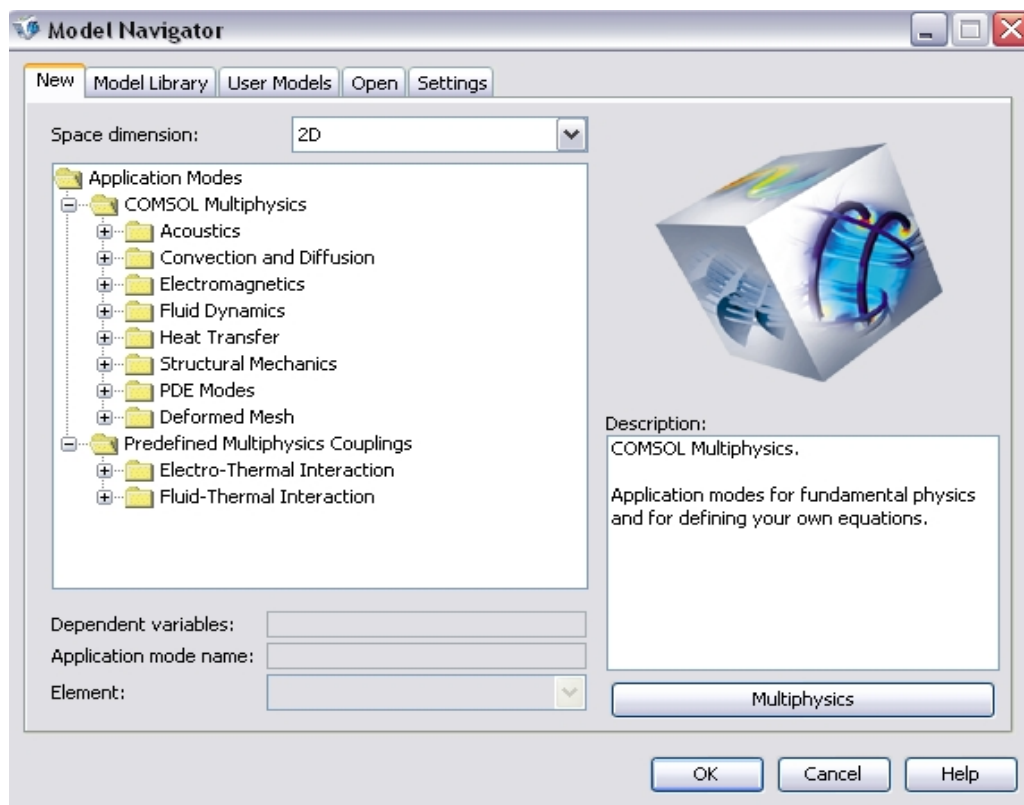 Model Navigator
New Model Library User Models Open Settings
Space dimension: 2D
Application Modes
COMSOL Multiphysics
Acoustics
Convection and Diffusion
Electromagnetics
Fluid Dynamics
Heat Transfer
Structural Mechanics
PDE Modes
Deformed Mesh
Predefined Multiphysics Couplings
Electro-Thermal Interaction
Fluid-Thermal Interaction
Description:
COMSOL Multiphysics.
Application modes for fundamental physics
and for defining your own equations.
Dependent variables:
Application mode name:
Element:
Multiphysics
OK Cancel Help